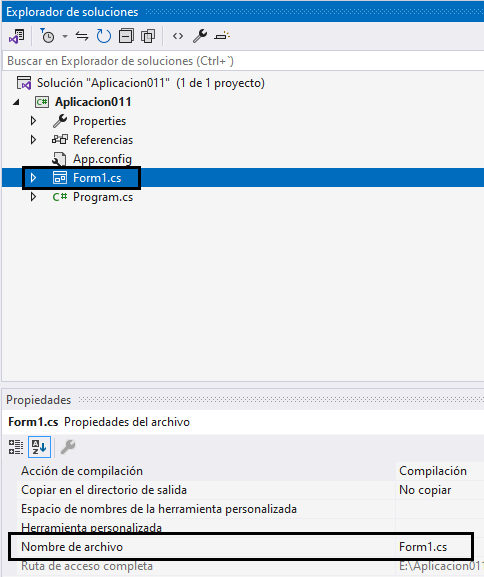 Explorador de soluciones
Buscar en Explorador de soluciones (Ctrl+`)
Solución "Aplicacion011" (1 de 1 proyecto)
C# Aplicacion011
Properties
Referencias
App.config
Form1.cs
C# Program.cs
Propiedades
Form1.cs Propiedades del archivo
Acción de compilación Compilación
Copiar en el directorio de salida No copiar
Espacio de nombres de la herramienta personalizada
Herramienta personalizada
Nombre de archivo Form1.cs
Ruta de acceso completa E:\Aplicacion011